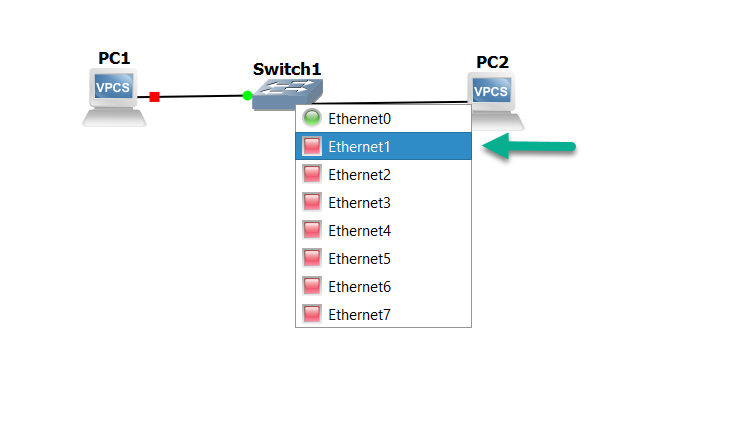 PC1
Switch1
PC2
VPCS
VPCS
Ethernet0
Ethernet1
Ethernet2
Ethernet3
Ethernet4
Ethernet5
Ethernet6
Ethernet7